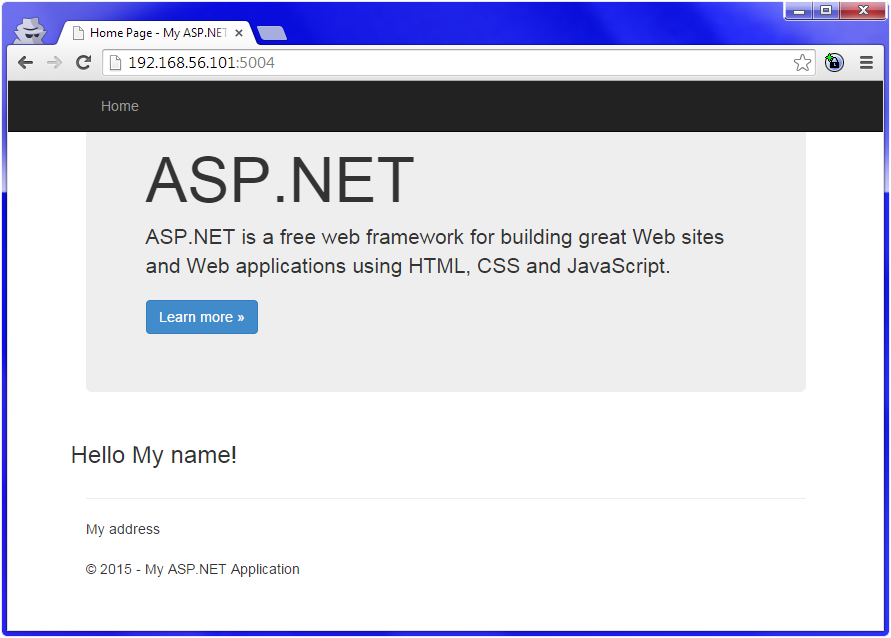 Home Page - My ASP.NET
192.168.56.101:5004
Home
ASP.NET
ASP.NET is a free web framework for building great Web sites
and Web applications using HTML, CSS and JavaScript.
Learn more »
Hello My name!
My address
© 2015 - My ASP.NET Application